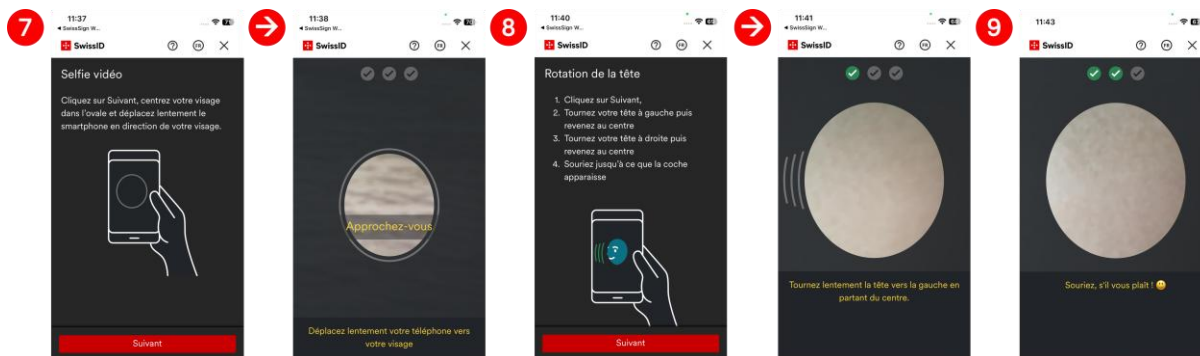 7
11:37
SwissSign W...
SwissID
FR
Selfie vidéo
Cliquez sur Suivant, centrez votre visage
dans l'ovale et déplacez lentement le
smartphone en direction de votre visage.
Suivant
11:38
SwissSign W...
SwissID
FR
Approchez-vous
Déplacez lentement votre téléphone vers
votre visage
8
11:40
SwissSign W...
SwissID
FR
Rotation de la tête
1. Cliquez sur Suivant,
2. Tournez votre tête à gauche puis
revenez au centre
3. Tournez votre tête à droite puis
revenez au centre
4. Souriez jusqu'à ce que la coche
apparaisse
Suivant
11:41
SwissSign W...
SwissID
FR
Tournez lentement la tête vers la gauche en
partant du centre.
9
11:43
SwissID
FR
Souriez, s'il vous plaît ! 😃